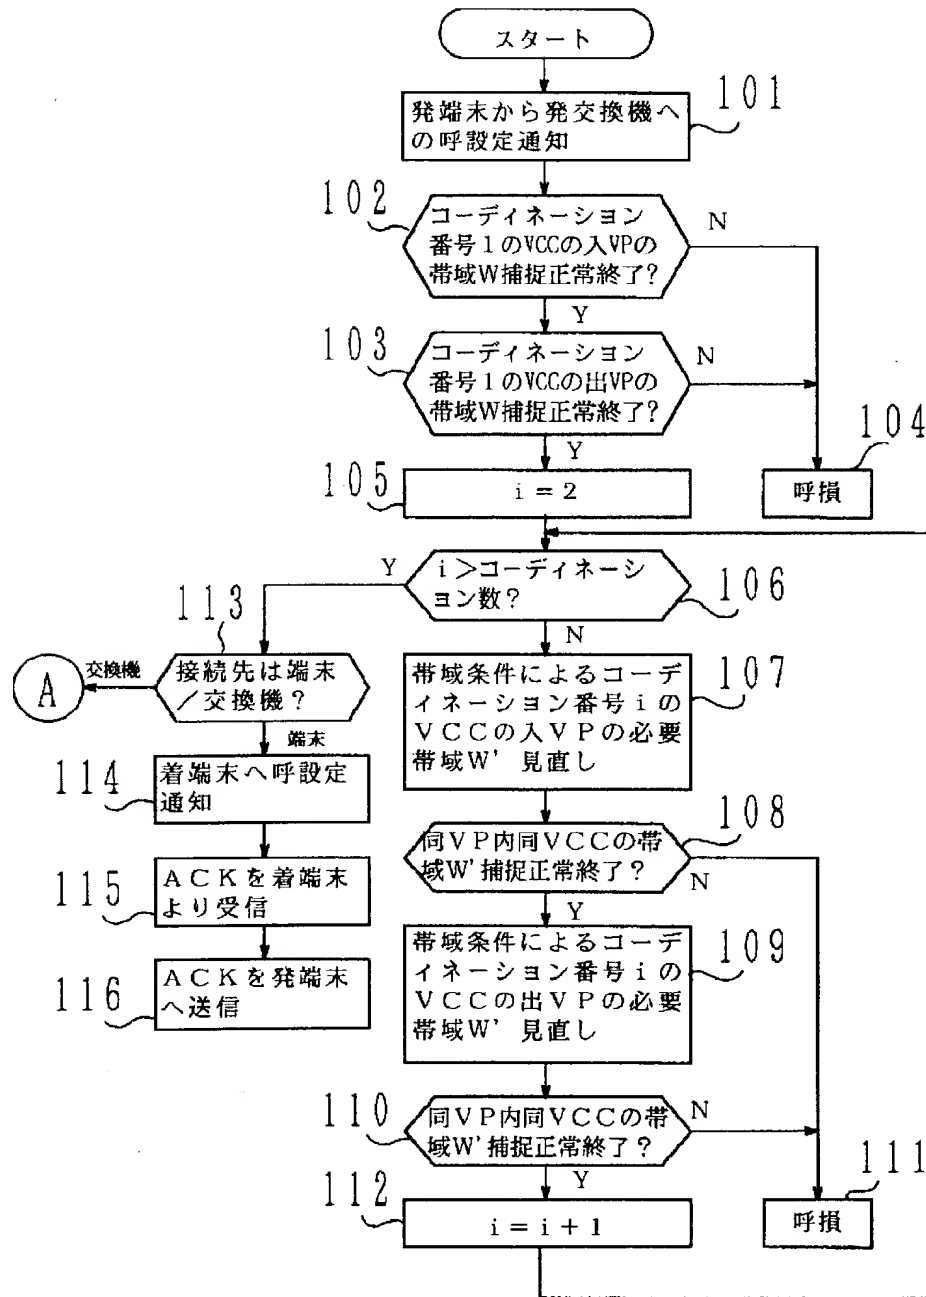 スタート
101
発端末から発交換機へ
の呼設定通知
102
コーディネーション
番号1のVCCの入VPの
帯域W捕捉正常終了?
N
Y
103
コーディネーション
番号1のVCCの出VPの
帯域W捕捉正常終了?
N
Y
104
呼損
105
i=2
106
i>コーディネーシ
ョン数?
Y
N
113
接続先は端末
/交換機?
交換機
A
端末
107
帯域条件によるコーデ
ィネーション番号iの
VCCの入VPの必要
帯域W' 見直し
114
着端末へ呼設定
通知
108
同VP内同VCCの帯
域W'捕捉正常終了?
N
Y
115
ACKを着端末
より受信
109
帯域条件によるコーデ
ィネーション番号iの
VCCの出VPの必要
帯域W' 見直し
116
ACKを発端末
へ送信
110
同VP内同VCCの帯
域W'捕捉正常終了?
N
Y
111
呼損
112
i=i+1